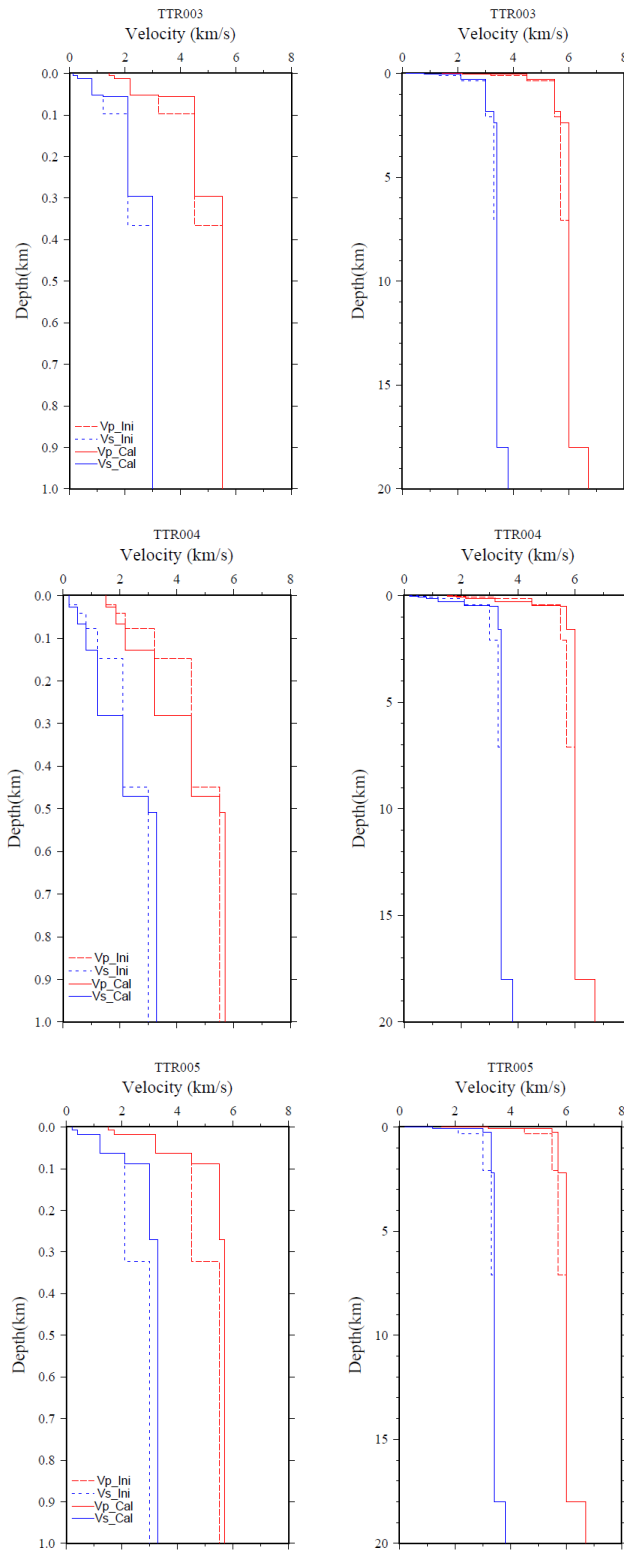 TTR003
Velocity (km/s)
0 2 4 6 8
0.0
0.1
0.2
0.3
0.4
0.5
0.6
0.7
0.8
0.9
1.0
Depth(km)
Vp_Ini
Vs_Ini
Vp_Cal
Vs_Cal
TTR003
Velocity (km/s)
0 2 4 6 8
0
5
10
15
20
Depth(km)
TTR004
Velocity (km/s)
0 2 4 6 8
0.0
0.1
0.2
0.3
0.4
0.5
0.6
0.7
0.8
0.9
1.0
Depth(km)
Vp_Ini
Vs_Ini
Vp_Cal
Vs_Cal
TTR004
Velocity (km/s)
0 2 4 6
0
5
10
15
20
Depth(km)
TTR005
Velocity (km/s)
0 2 4 6 8
0.0
0.1
0.2
0.3
0.4
0.5
0.6
0.7
0.8
0.9
1.0
Depth(km)
Vp_Ini
Vs_Ini
Vp_Cal
Vs_Cal
TTR005
Velocity (km/s)
0 2 4 6 8
0
5
10
15
20
Depth(km)